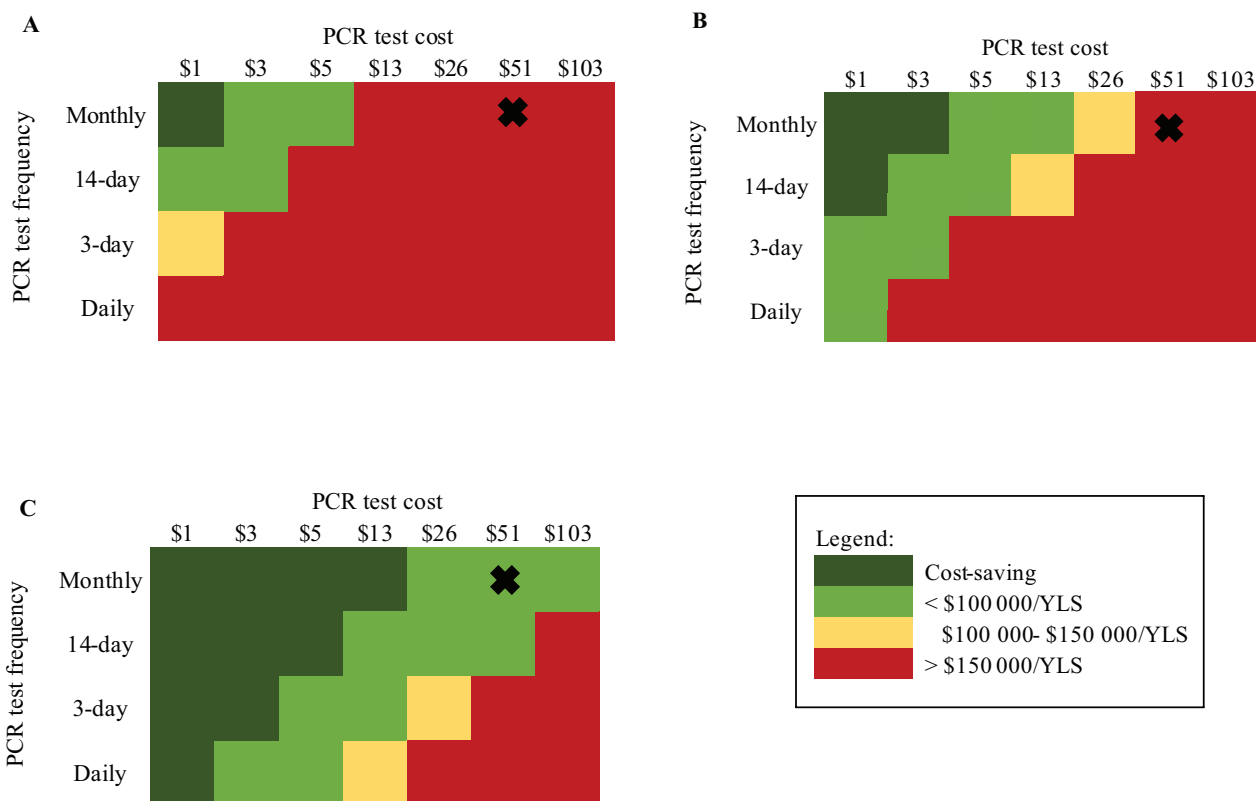 A
PCR test cost
$1 $3 $5 $13 $26 $51 $103
PCR test frequency
Monthly
14-day
3-day
Daily
B
PCR test cost
$1 $3 $5 $13 $26 $51 $103
PCR test frequency
Monthly
14-day
3-day
Daily
C
PCR test cost
$1 $3 $5 $13 $26 $51 $103
PCR test frequency
Monthly
14-day
3-day
Daily
Legend:
Cost-saving
< $100 000/YLS
$100 000- $150 000/YLS
> $150 000/YLS